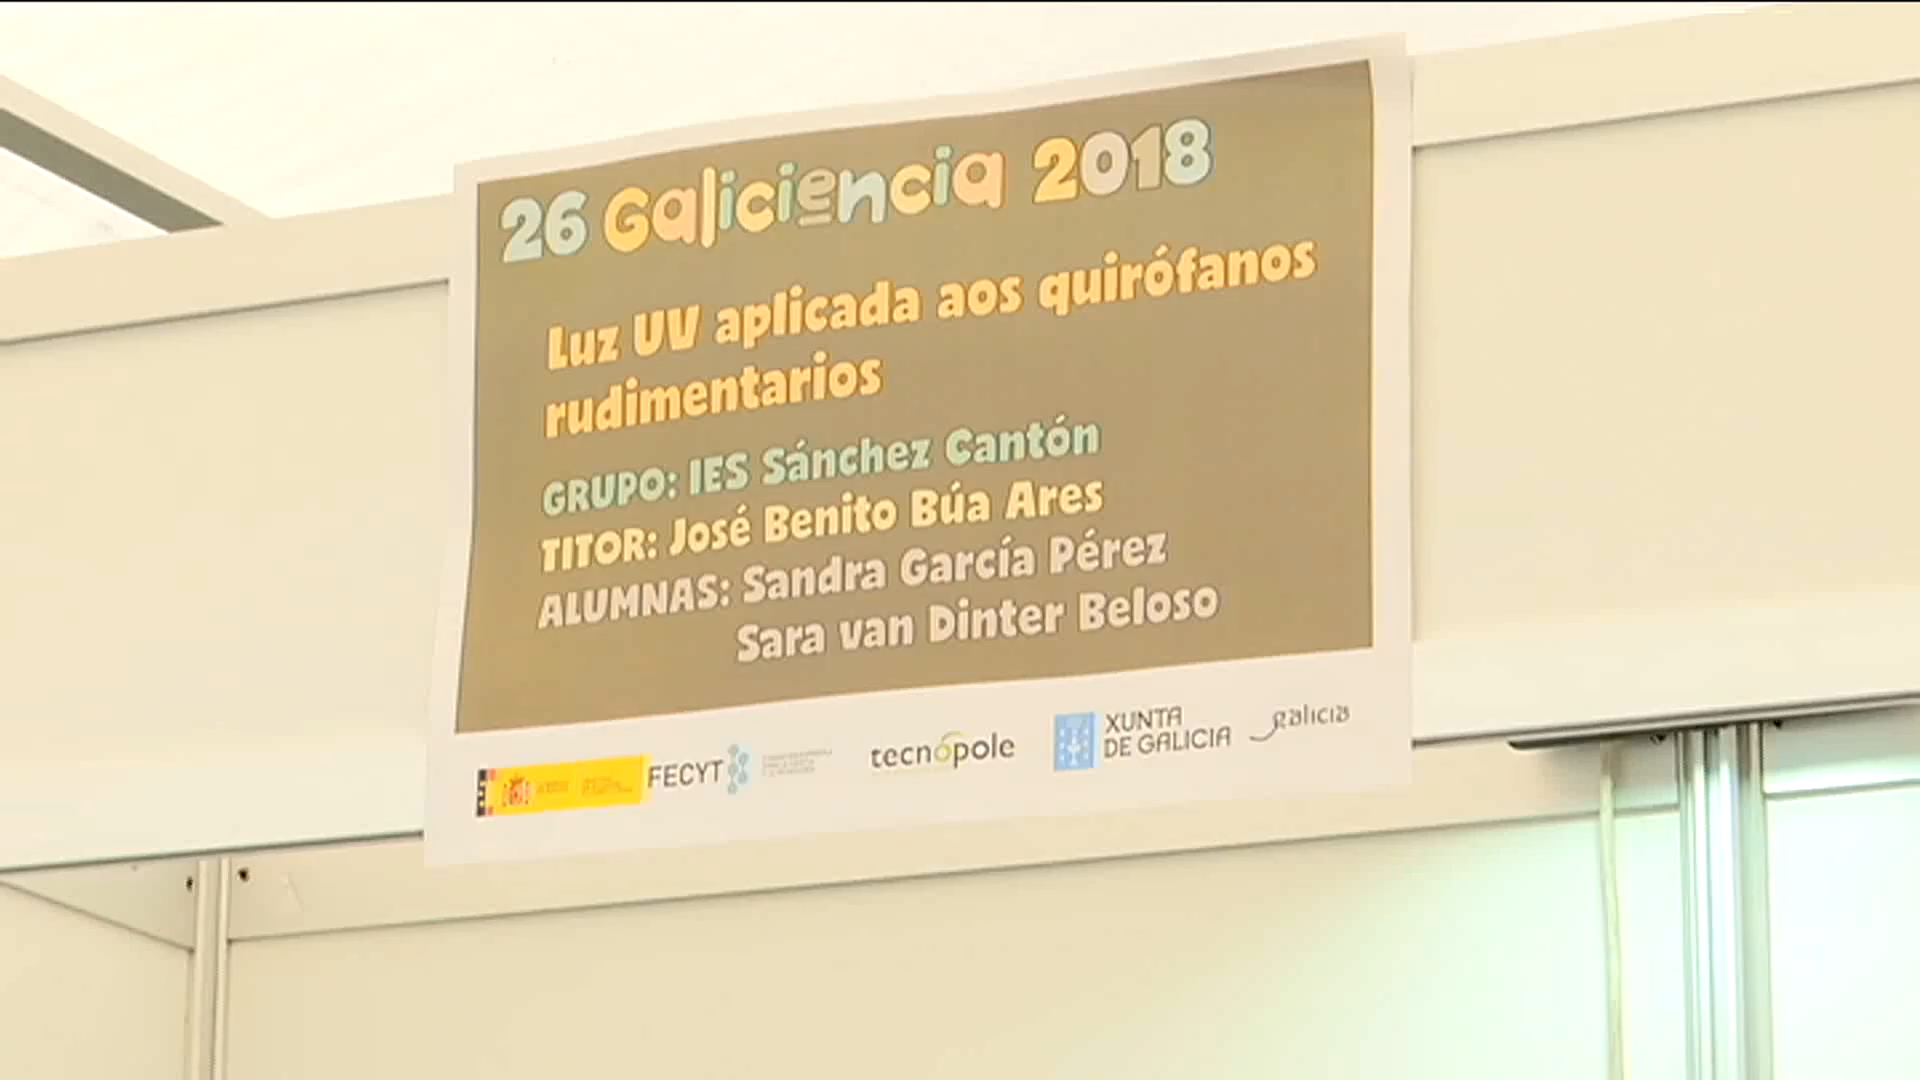 26 Galiciencia 2018
Luz UV aplicada aos quirófanos
rudimentarios
GRUPO: IES Sánchez Cantón
TITOR: José Benito Búa Ares
ALUMNAS: Sandra García Pérez
Sara van Dinter Beloso
FECYT
tecnópole
XUNTA
DE GALICIA
galicia